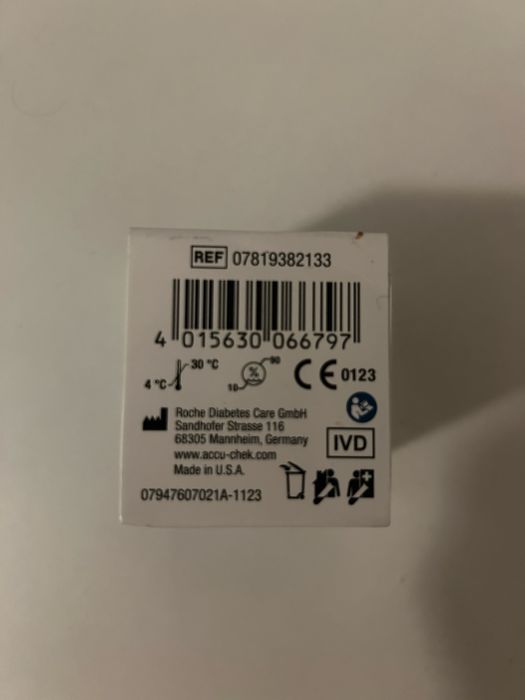 REF 07819382133
4 015630 066797
4 °C 30 °C 10 % 90 CE 0123
Roche Diabetes Care GmbH
Sandhofer Strasse 116
68305 Mannheim, Germany
www.accu-chek.com
IVD
Made in U.S.A.
07947607021A-1123